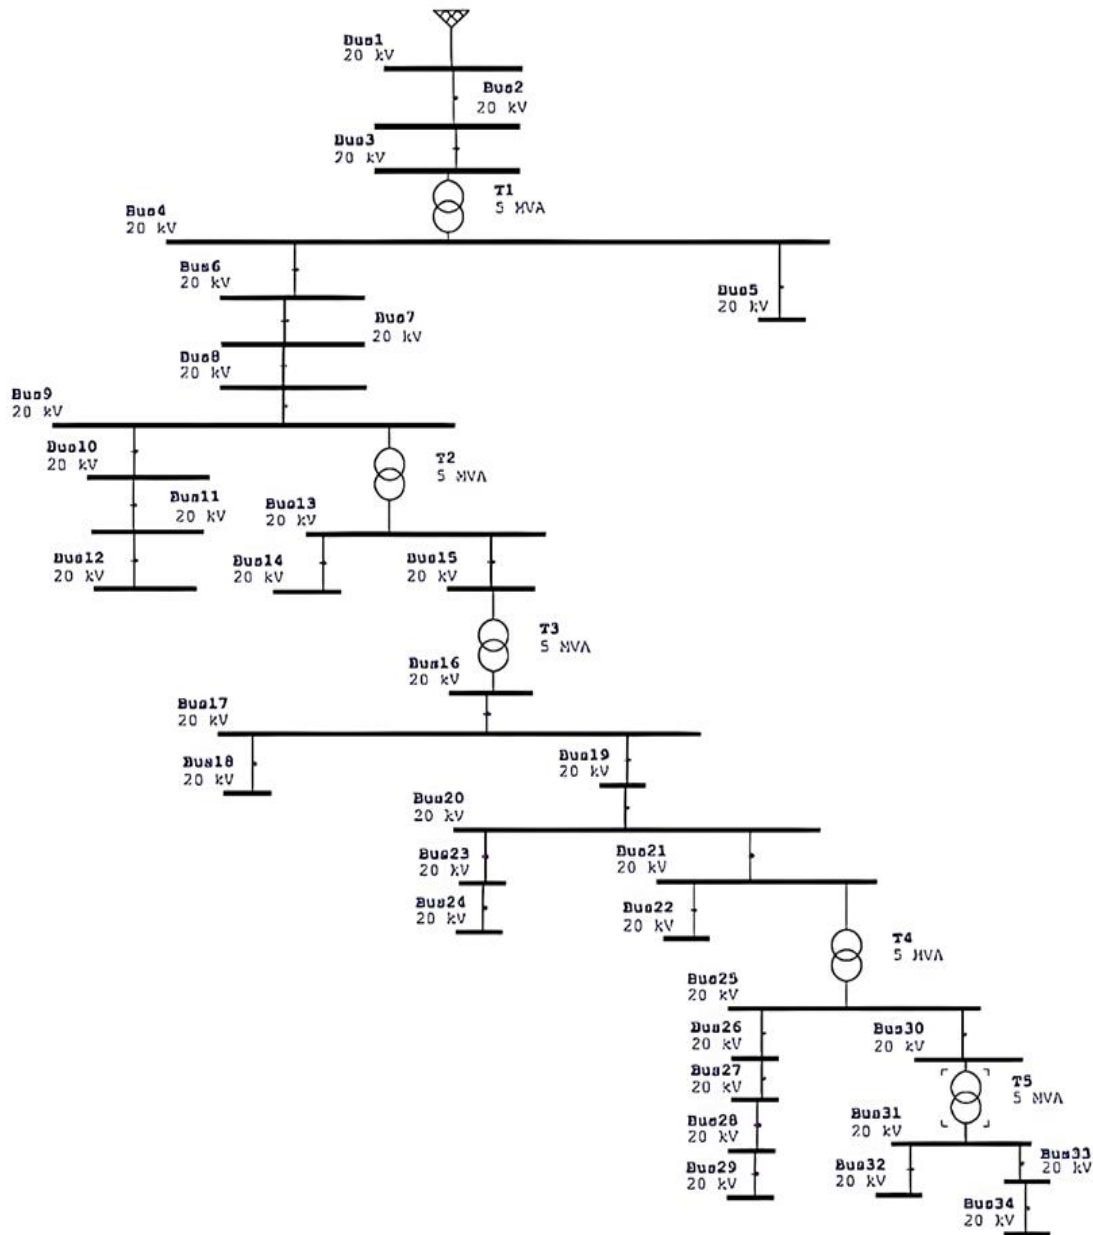 Bus1
20 kV
Bus2
20 kV
Bus3
20 kV
T1
5 MVA
Bus4
20 kV
Bus6
20 kV
Bus5
20 kV
Bus7
20 kV
Bus8
20 kV
Bus9
20 kV
Bus10
20 kV
T2
5 MVA
Bus11
20 kV
Bus13
20 kV
Bus12
20 kV
Bus14
20 kV
Bus15
20 kV
T3
5 MVA
Bus16
20 kV
Bus17
20 kV
Bus18
20 kV
Bus19
20 kV
Bus20
20 kV
Bus23
20 kV
Bus21
20 kV
Bus24
20 kV
Bus22
20 kV
T4
5 MVA
Bus25
20 kV
Bus26
20 kV
Bus30
20 kV
Bus27
20 kV
T5
5 MVA
Bus28
20 kV
Bus31
20 kV
Bus29
20 kV
Bus32
20 kV
Bus33
20 kV
Bus34
20 kV